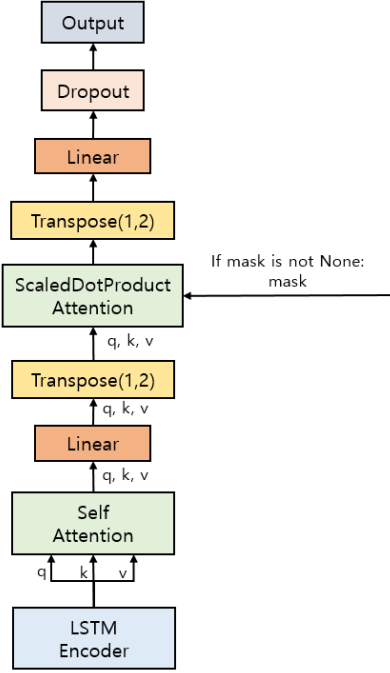 Output
Dropout
Linear
Transpose(1,2)
If mask is not None:
mask
ScaledDotProduct
Attention
q, k, v
Transpose(1,2)
q, k, v
Linear
q, k, v
Self
Attention
q k v
LSTM
Encoder